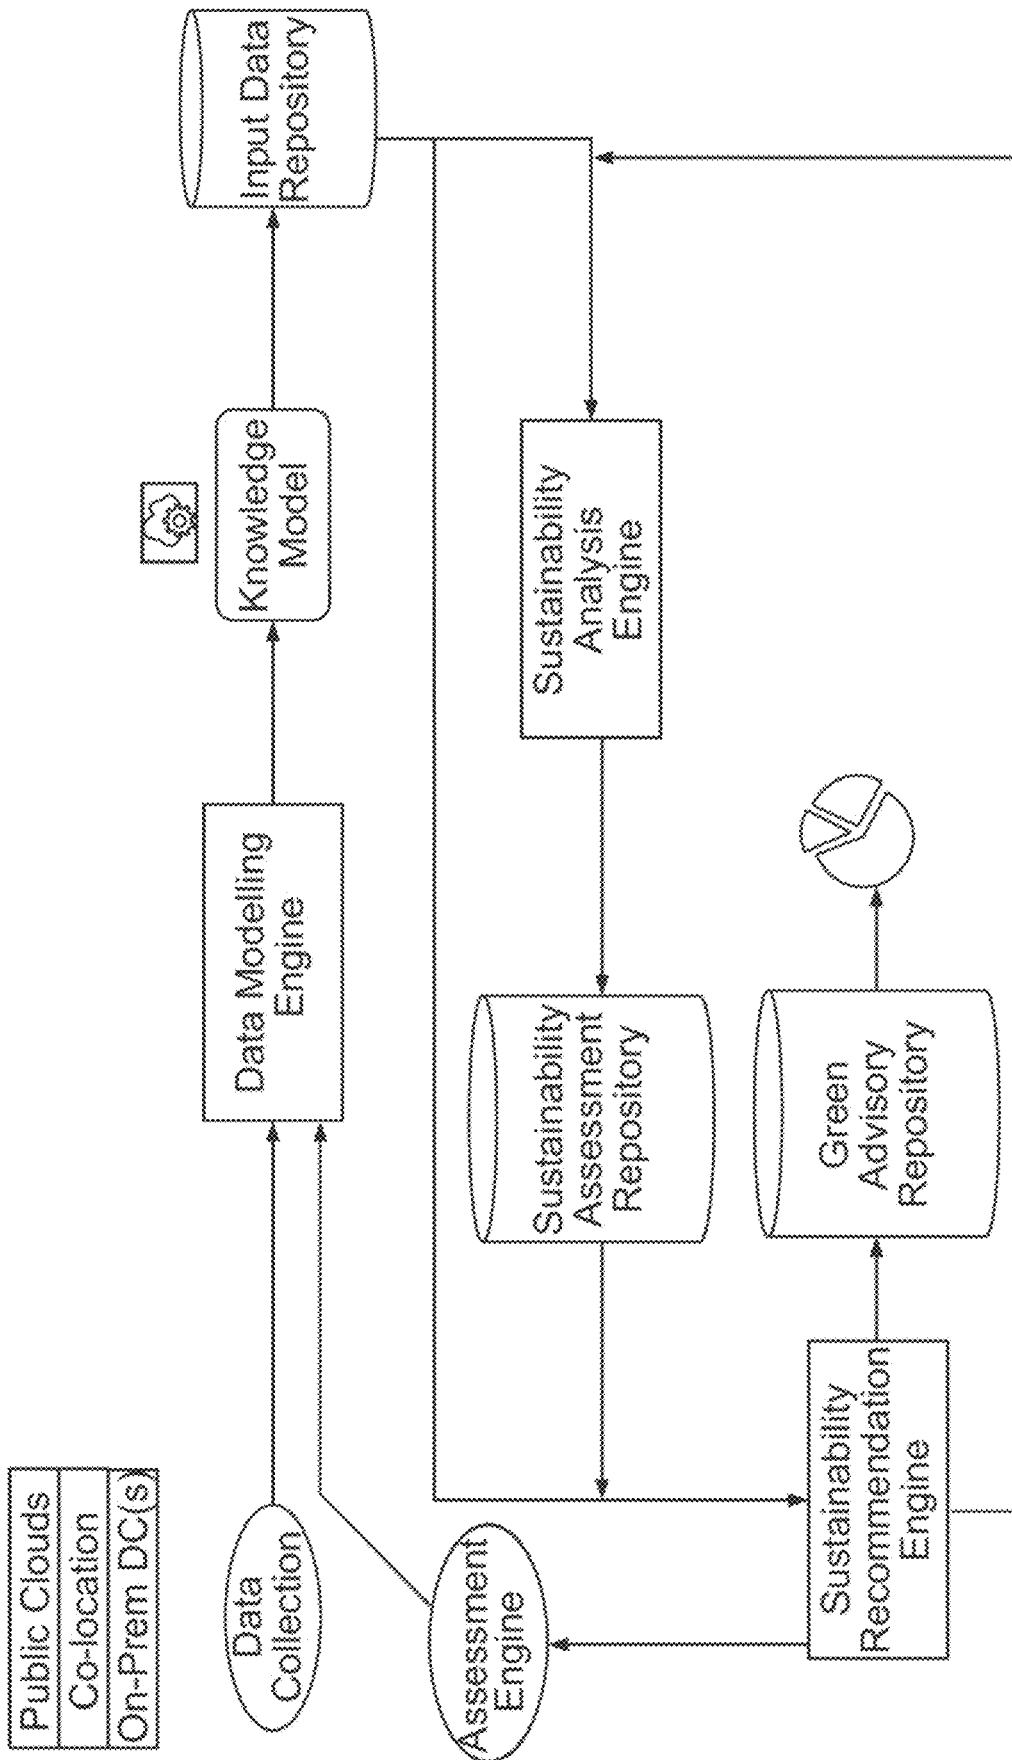 Public Clouds
Co-location
On-Prem DC(s)
Data
Collection
Data Modelling
Engine
Knowledge
Model
Input Data
Repository
Assessment
Engine
Sustainability
Assessment
Repository
Sustainability
Analysis
Engine
Sustainability
Recommendation
Engine
Green
Advisory
Repository